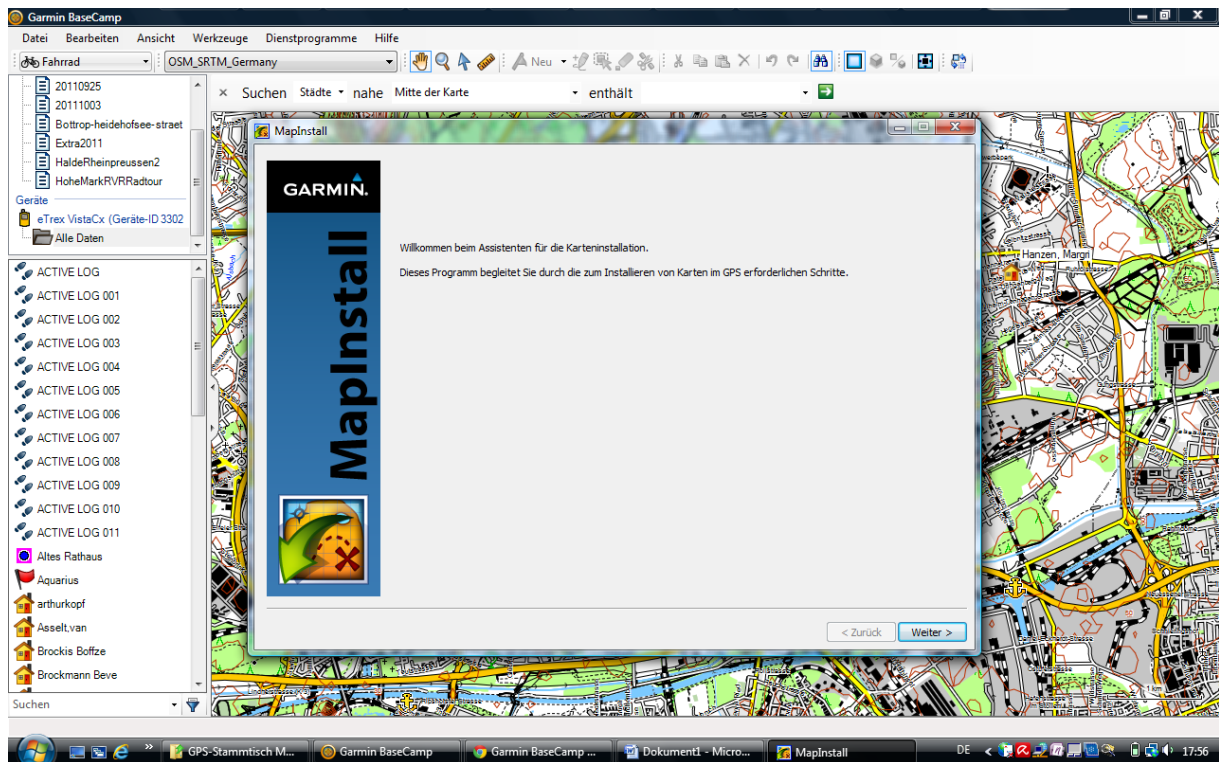 Garmin BaseCamp
Datei Bearbeiten Ansicht Werkzeuge Dienstprogramme Hilfe
Fahrrad OSM_SRTM_Germany Neu
× Suchen Städte nahe Mitte der Karte enthält
20110925
20111003
Bottrop-heidehofsee-straet
Extra2011
HaldeRheinpreussen2
HoheMarkRVRRadtour
Geräte
eTrex VistaCx (Geräte-ID 3302
Alle Daten
ACTIVE LOG
ACTIVE LOG 001
ACTIVE LOG 002
ACTIVE LOG 003
ACTIVE LOG 004
ACTIVE LOG 005
ACTIVE LOG 006
ACTIVE LOG 007
ACTIVE LOG 008
ACTIVE LOG 009
ACTIVE LOG 010
ACTIVE LOG 011
Altes Rathaus
Aquarius
arthurkopf
Asselt,van
Brockis Boffze
Brockmann Beve
Suchen
MapInstall
GARMIN.
MapInstall
Willkommen beim Assistenten für die Karteninstallation.
Dieses Programm begleitet Sie durch die zum Installieren von Karten im GPS erforderlichen Schritte.
< Zurück Weiter >
Hanzen, Margri
1 km
GPS-Stammtisch M... Garmin BaseCamp Garmin BaseCamp ... Dokument1 - Micro... MapInstall DE 17:56